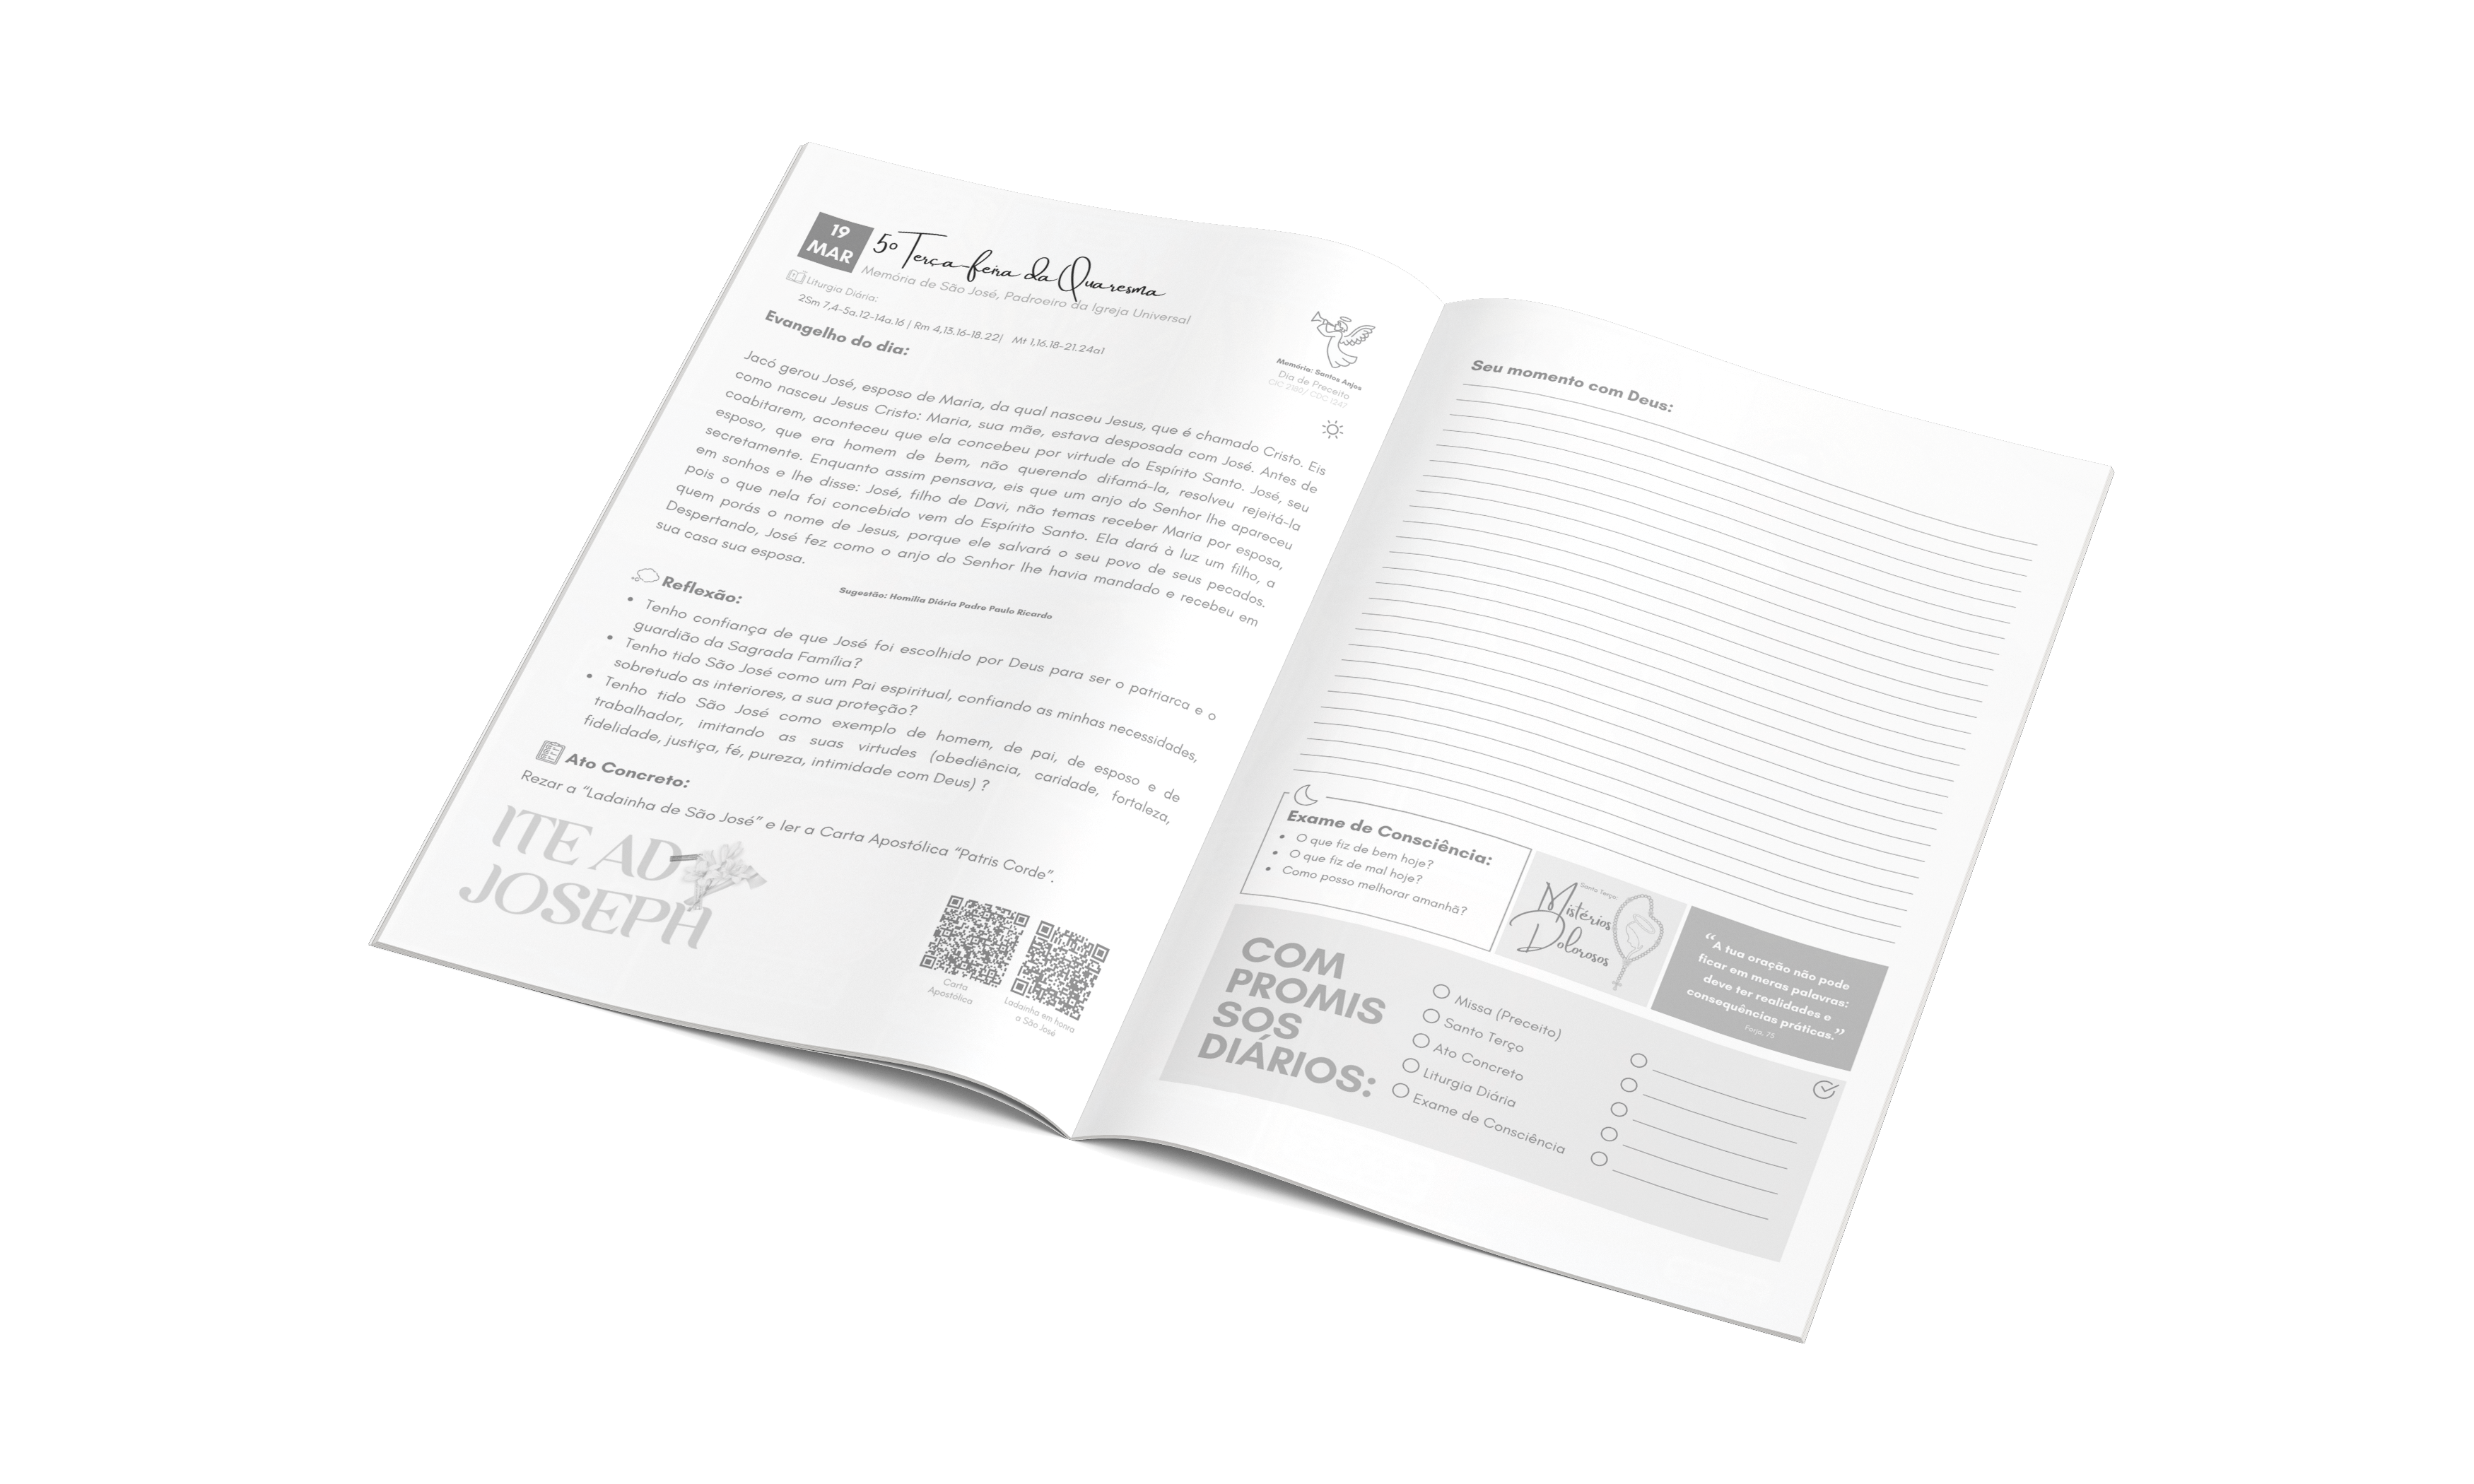 19
MAR
5º Terça-feira da Quaresma
Memória de São José, Padroeiro da Igreja Universal
Liturgia Diária:
2Sm 7,4-5a.12-14a.16 | Rm 4,13.16-18.22| Mt 1,16.18-21.24a1
Memória: Santos Anjos
Dia de Preceito
CIC 2180/ CDC 1247
Evangelho do dia:
Jacó gerou José, esposo de Maria, da qual nasceu Jesus, que é chamado Cristo. Eis
como nasceu Jesus Cristo: Maria, sua mãe, estava desposada com José. Antes de
coabitarem, aconteceu que ela concebeu por virtude do Espírito Santo. José, seu
esposo, que era homem de bem, não querendo difamá-la, resolveu rejeitá-la
secretamente. Enquanto assim pensava, eis que um anjo do Senhor lhe apareceu
em sonhos e lhe disse: José, filho de Davi, não temas receber Maria por esposa,
pois o que nela foi concebido vem do Espírito Santo. Ela dará à luz um filho, a
quem porás o nome de Jesus, porque ele salvará o seu povo de seus pecados.
Despertando, José fez como o anjo do Senhor lhe havia mandado e recebeu em
sua casa sua esposa.
Reflexão:
Sugestão: Homilia Diária Padre Paulo Ricardo
• Tenho confiança de que José foi escolhido por Deus para ser o patriarca e o
guardião da Sagrada Família?
• Tenho tido São José como um Pai espiritual, confiando as minhas necessidades,
sobretudo as interiores, a sua proteção?
• Tenho tido São José como exemplo de homem, de pai, de esposo e de
trabalhador, imitando as suas virtudes (obediência, caridade, fortaleza,
fidelidade, justiça, fé, pureza, intimidade com Deus) ?
Ato Concreto:
Rezar a “Ladainha de São José” e ler a Carta Apostólica “Patris Corde”.
ITE AD
JOSEPH
Carta
Apostólica
Ladainha em honra
a São José
Seu momento com Deus:
Exame de Consciência:
• O que fiz de bem hoje?
• O que fiz de mal hoje?
• Como posso melhorar amanhã?
Santo Terço:
Mistérios
Dolorosos
“A tua oração não pode
ficar em meras palavras:
deve ter realidades e
consequências práticas.”
Forja, 75
COM
PROMIS
SOS
DIÁRIOS:
Missa (Preceito)
Santo Terço
Ato Concreto
Liturgia Diária
Exame de Consciência